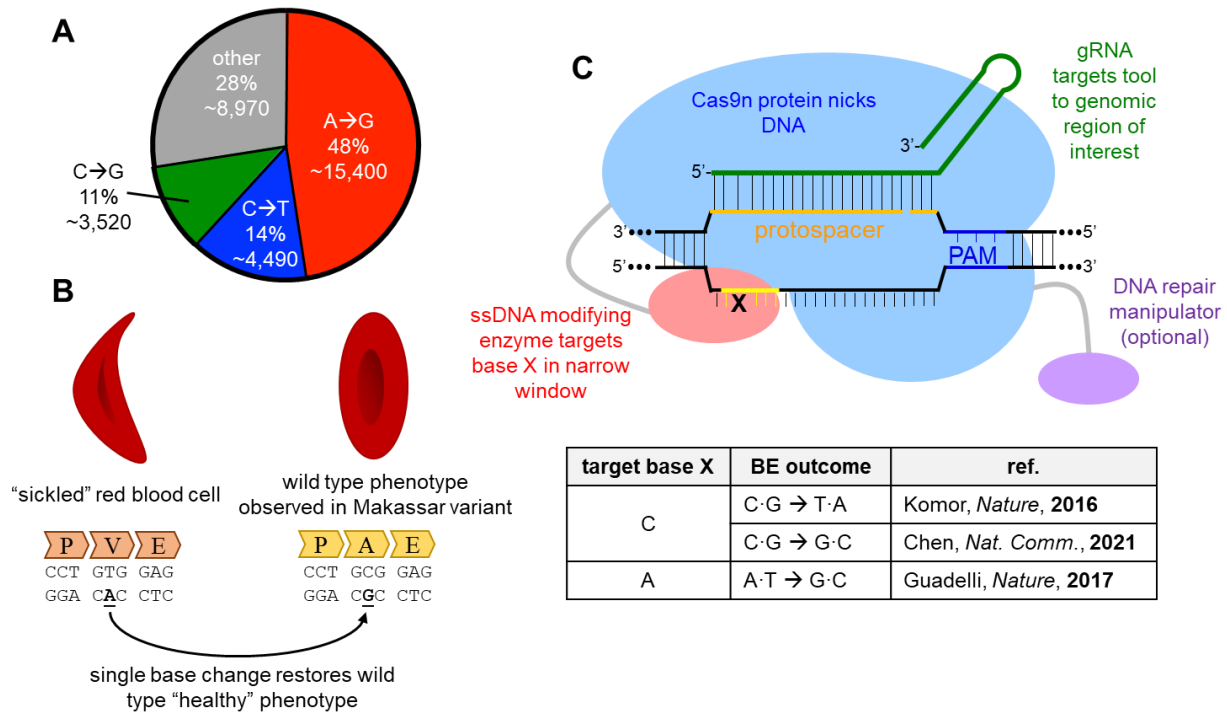 A
other
28%
~8,970
A→G
48%
~15,400
C→G
11%
~3,520
C→T
14%
~4,490
B
"sickled" red blood cell
wild type phenotype
observed in Makassar variant
P V E
CCT GTG GAG
GGA CAC CTC
P A E
CCT GCG GAG
GGA CGC CTC
single base change restores wild
type "healthy" phenotype
C
Cas9n protein nicks
DNA
gRNA
targets tool
to genomic
region of
interest
3'-
5'-
protospacer
3'••• •••5'
PAM
5'••• •••3'
X
ssDNA modifying
enzyme targets
base X in narrow
window
DNA repair
manipulator
(optional)
target base X BE outcome ref.
C C·G → T·A Komor, Nature, 2016
C·G → G·C Chen, Nat. Comm., 2021
A A·T → G·C Guadelli, Nature, 2017